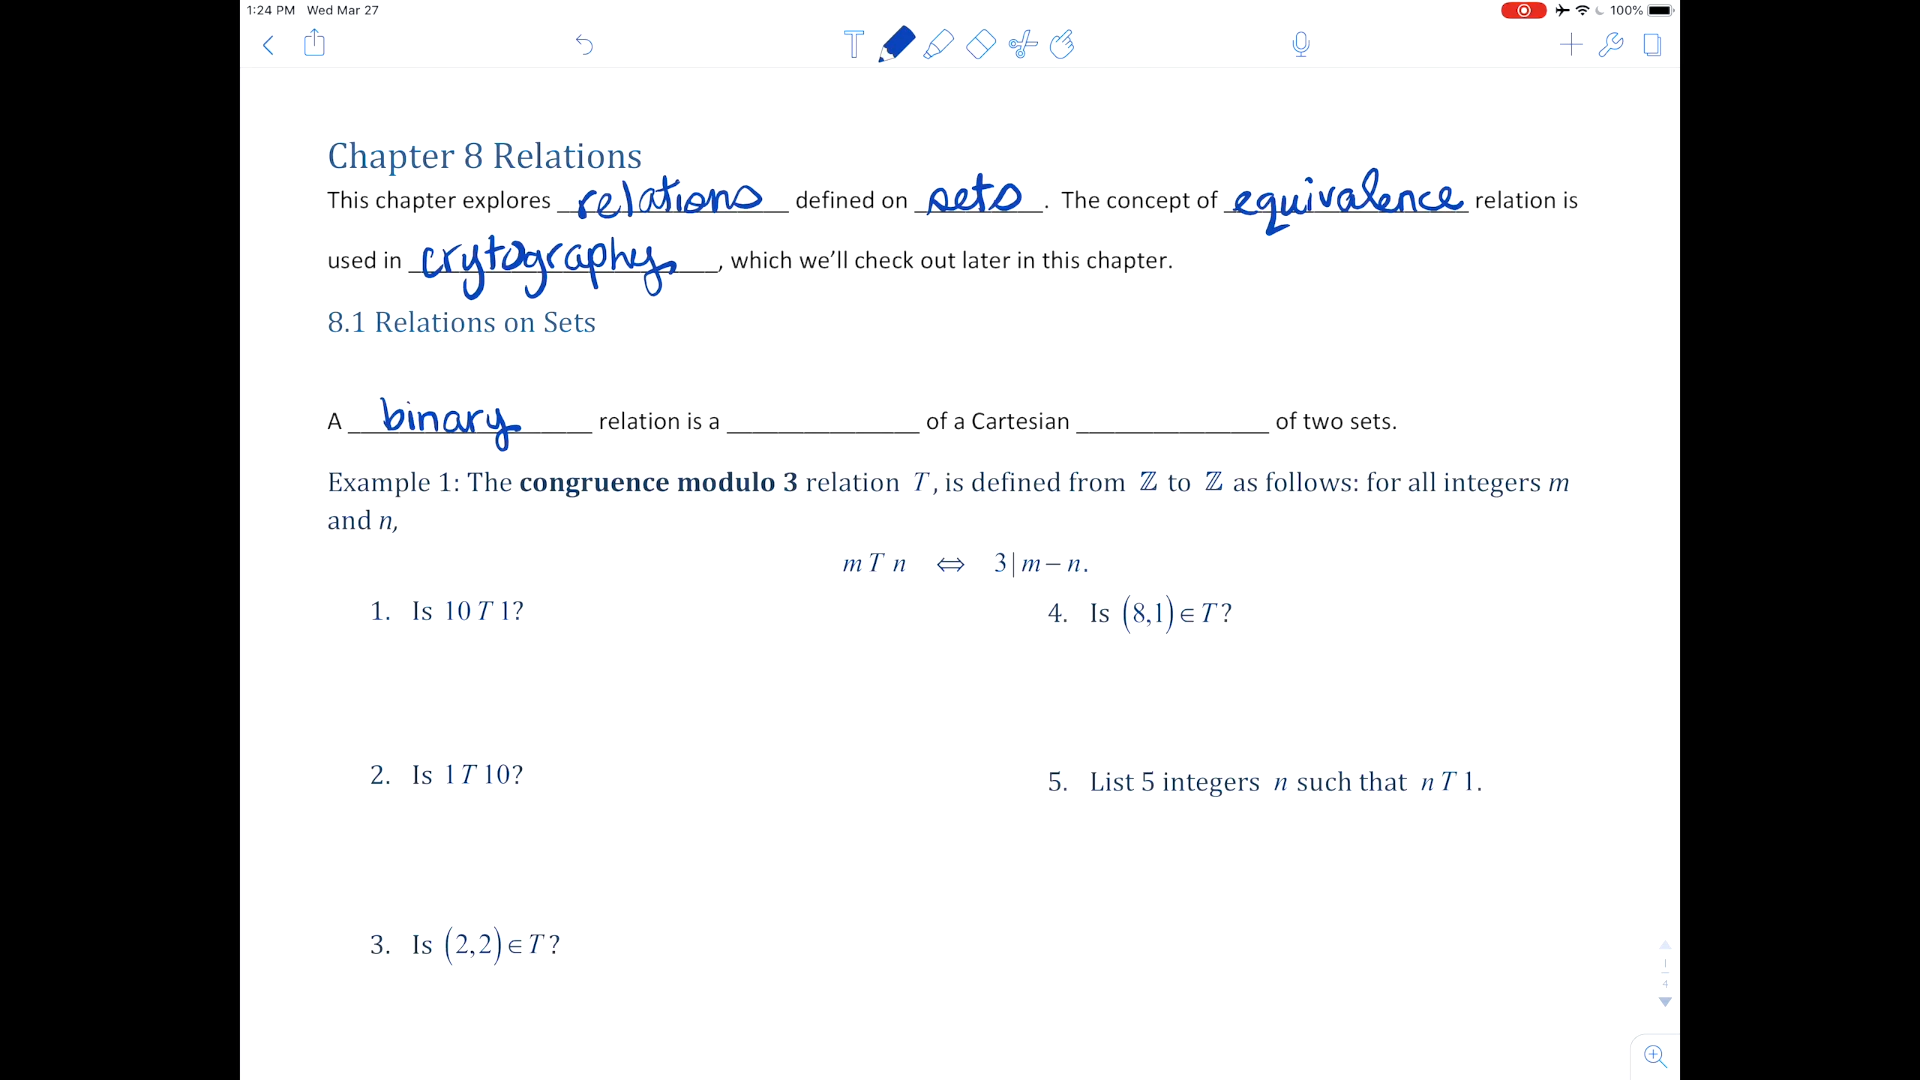 1:24 PM Wed Mar 27 100%
T
Chapter 8 Relations
This chapter explores relations defined on sets. The concept of equivalence relation is
used in crytography, which we’ll check out later in this chapter.
8.1 Relations on Sets
A binary relation is a _______________ of a Cartesian _______________ of two sets.
Example 1: The congruence modulo 3 relation T, is defined from ℤ to ℤ as follows: for all integers m
and n,
m T n ⇔ 3|m−n.
1. Is 10 T 1?
4. Is (8,1)∈T?
2. Is 1 T 10?
5. List 5 integers n such that n T 1.
3. Is (2,2)∈T?
1
4